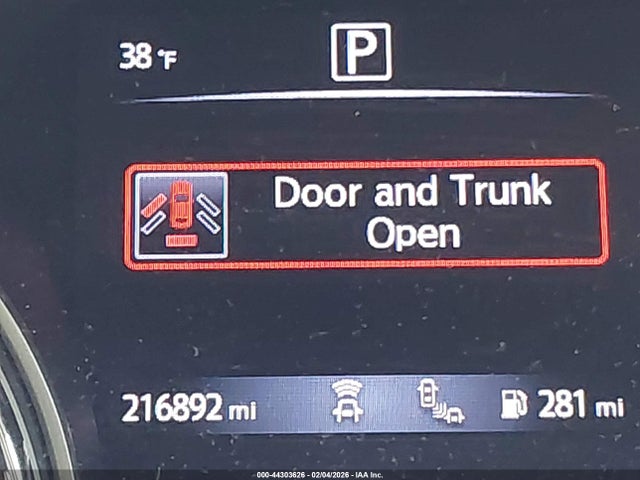 38 °F
P
Door and Trunk
Open
216892 mi
281 mi
000-44303626 - 02/04/2026 - IAA Inc.